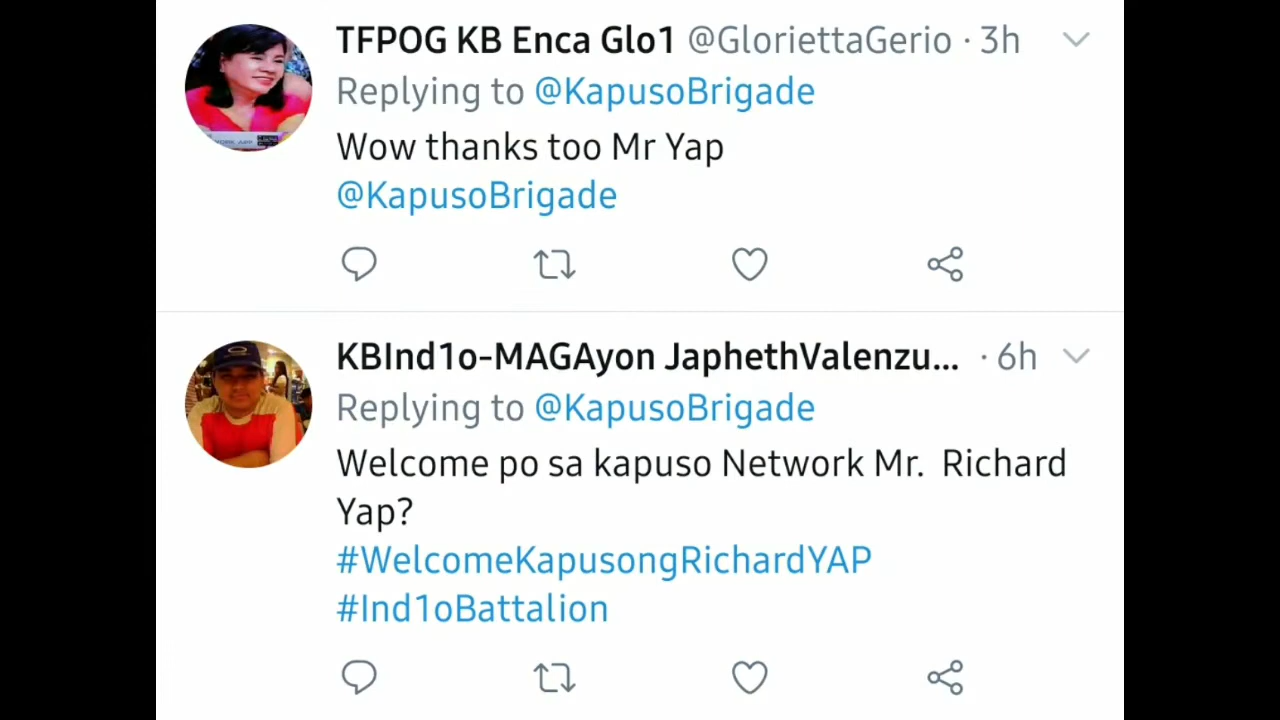 TFPOG KB Enca Glo1 @GloriettaGerio · 3h
Replying to @KapusoBrigade
Wow thanks too Mr Yap
@KapusoBrigade
KBInd1o-MAGAyon JaphethValenzu... · 6h
Replying to @KapusoBrigade
Welcome po sa kapuso Network Mr. Richard
Yap?
#WelcomeKapusongRichardYAP
#Ind1oBattalion